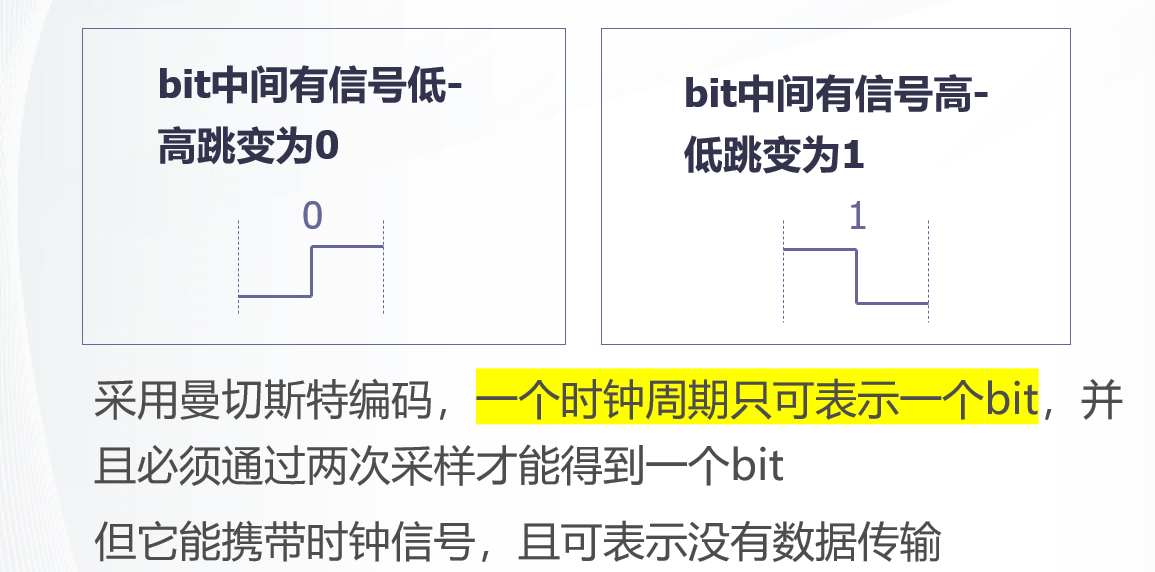 bit中间有信号低-
高跳变为0
0
bit中间有信号高-
低跳变为1
1
采用曼切斯特编码，一个时钟周期只可表示一个bit，并
且必须通过两次采样才能得到一个bit
但它能携带时钟信号，且可表示没有数据传输